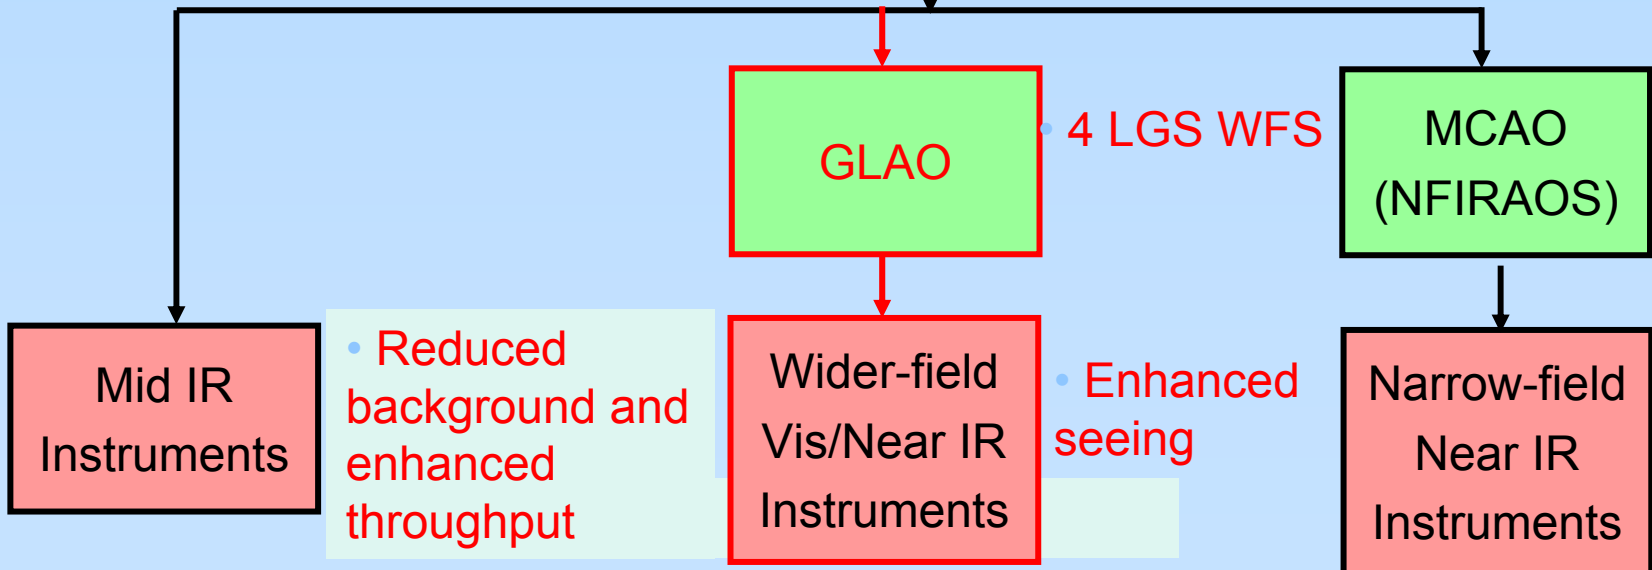 GLAO
• 4 LGS WFS
MCAO
(NFIRAOS)
Mid IR
Instruments
• Reduced
background and
enhanced
throughput
Wider-field
Vis/Near IR
Instruments
• Enhanced
seeing
Narrow-field
Near IR
Instruments